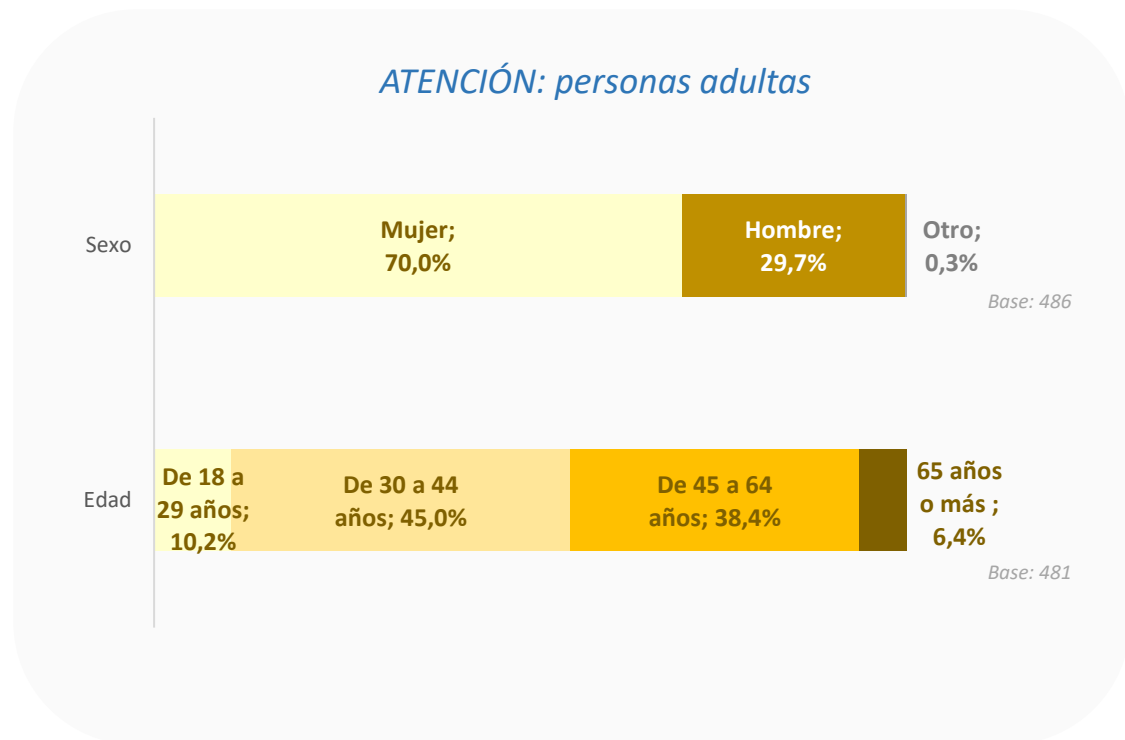 ATENCIÓN: personas adultas
Sexo
Mujer;
70,0%
Hombre;
29,7%
Otro;
0,3%
Base: 486
Edad
De 18 a
29 años;
10,2%
De 30 a 44
años; 45,0%
De 45 a 64
años; 38,4%
65 años
o más ;
6,4%
Base: 481